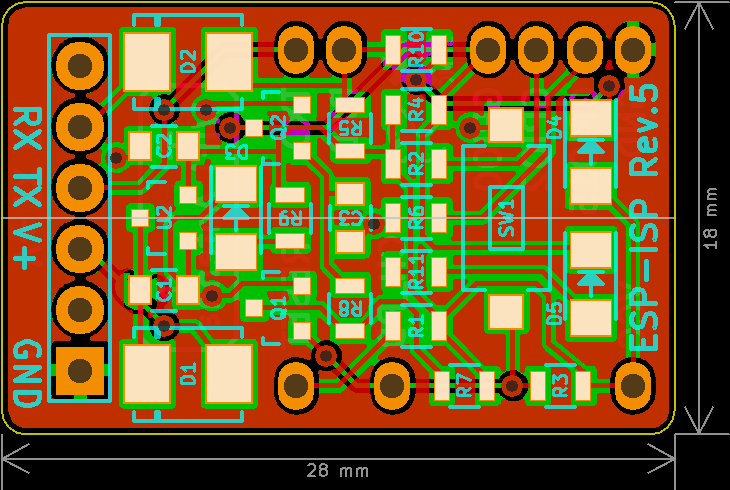 D2
R10
RX TX V+ GND
C2
Q2
R5
R4
D4
D3
R2
U2
R9
C3
R6
SW1
ESP-ISP Rev.5
C1
Q1
R8
R11
R1
D5
D1
R7
R3
28 mm
18 mm